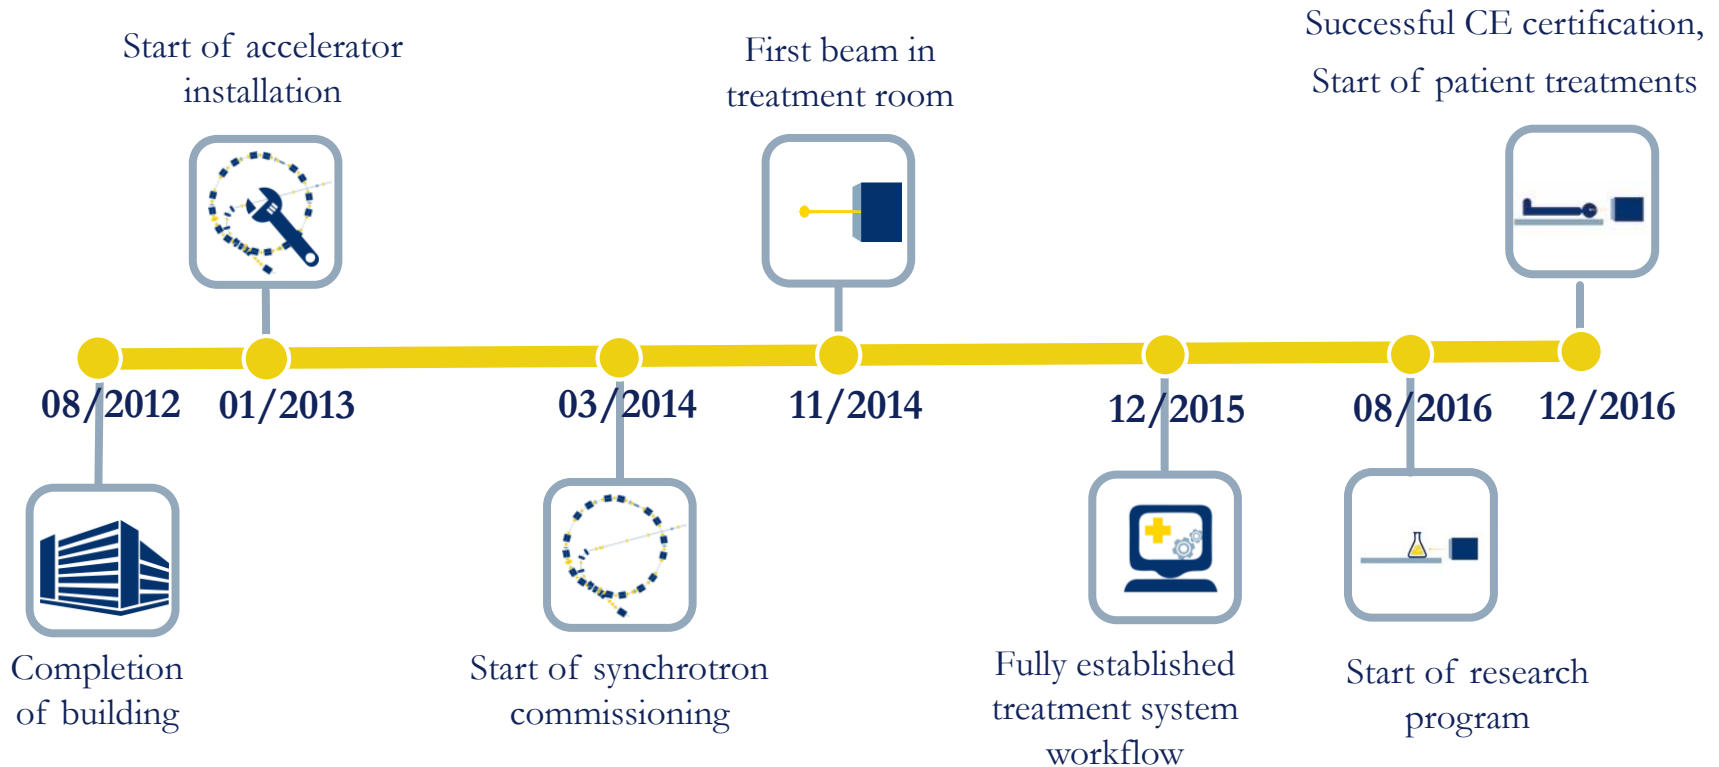 Start of accelerator
installation
First beam in
treatment room
Successful CE certification,
Start of patient treatments
08/2012
01/2013
03/2014
11/2014
12/2015
08/2016
12/2016
Completion
of building
Start of synchrotron
commissioning
Fully established
treatment system
workflow
Start of research
program